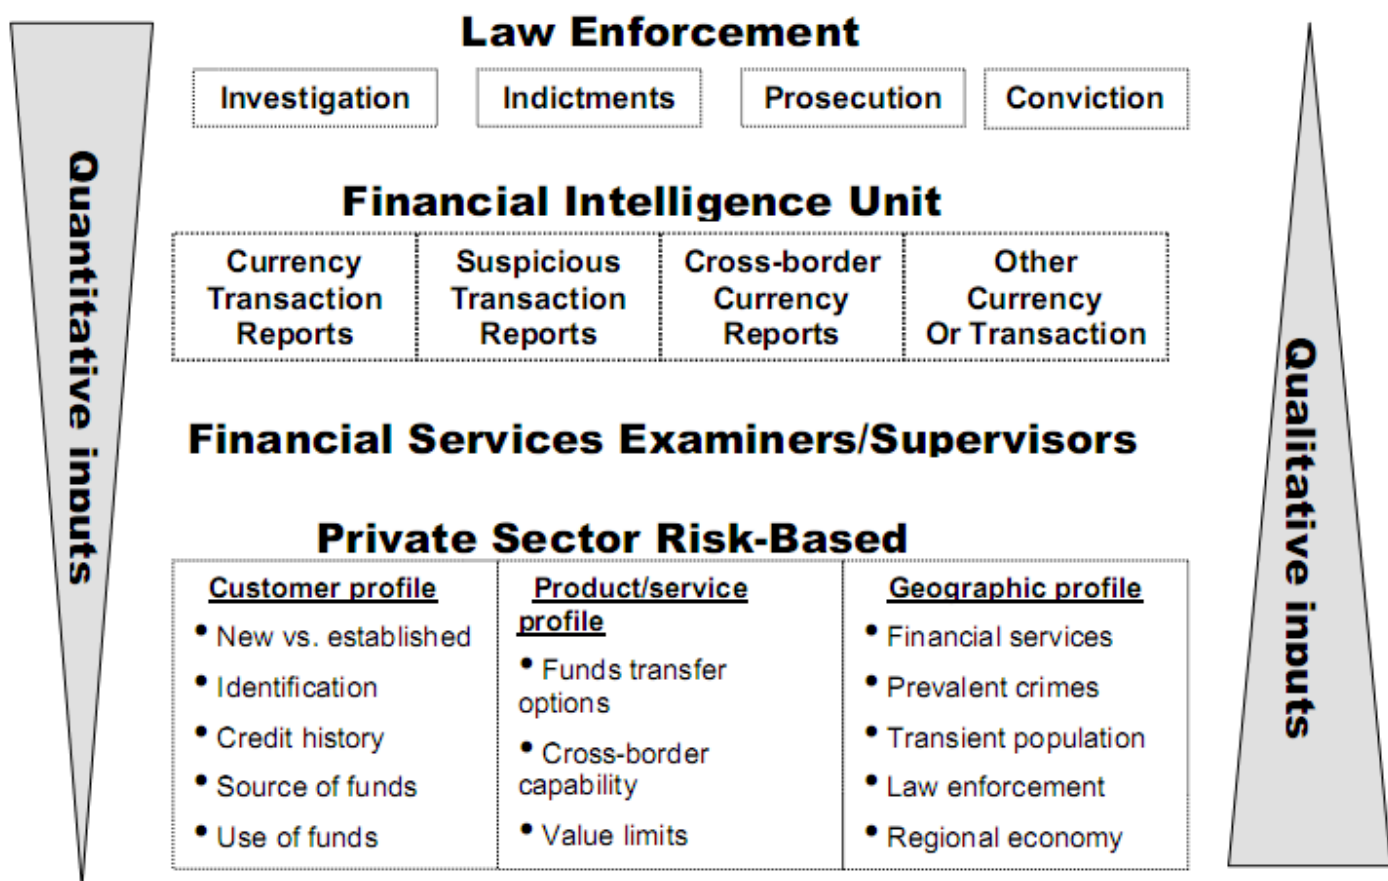 Law Enforcement
Investigation
Indictments
Prosecution
Conviction
Quantitative inputs
Financial Intelligence Unit
Currency
Transaction
Reports
Suspicious
Transaction
Reports
Cross-border
Currency
Reports
Other
Currency
Or Transaction
Financial Services Examiners/Supervisors
Private Sector Risk-Based
Customer profile
• New vs. established
• Identification
• Credit history
• Source of funds
• Use of funds
Product/service
profile
• Funds transfer
options
• Cross-border
capability
• Value limits
Geographic profile
• Financial services
• Prevalent crimes
• Transient population
• Law enforcement
• Regional economy
Qualitative inputs